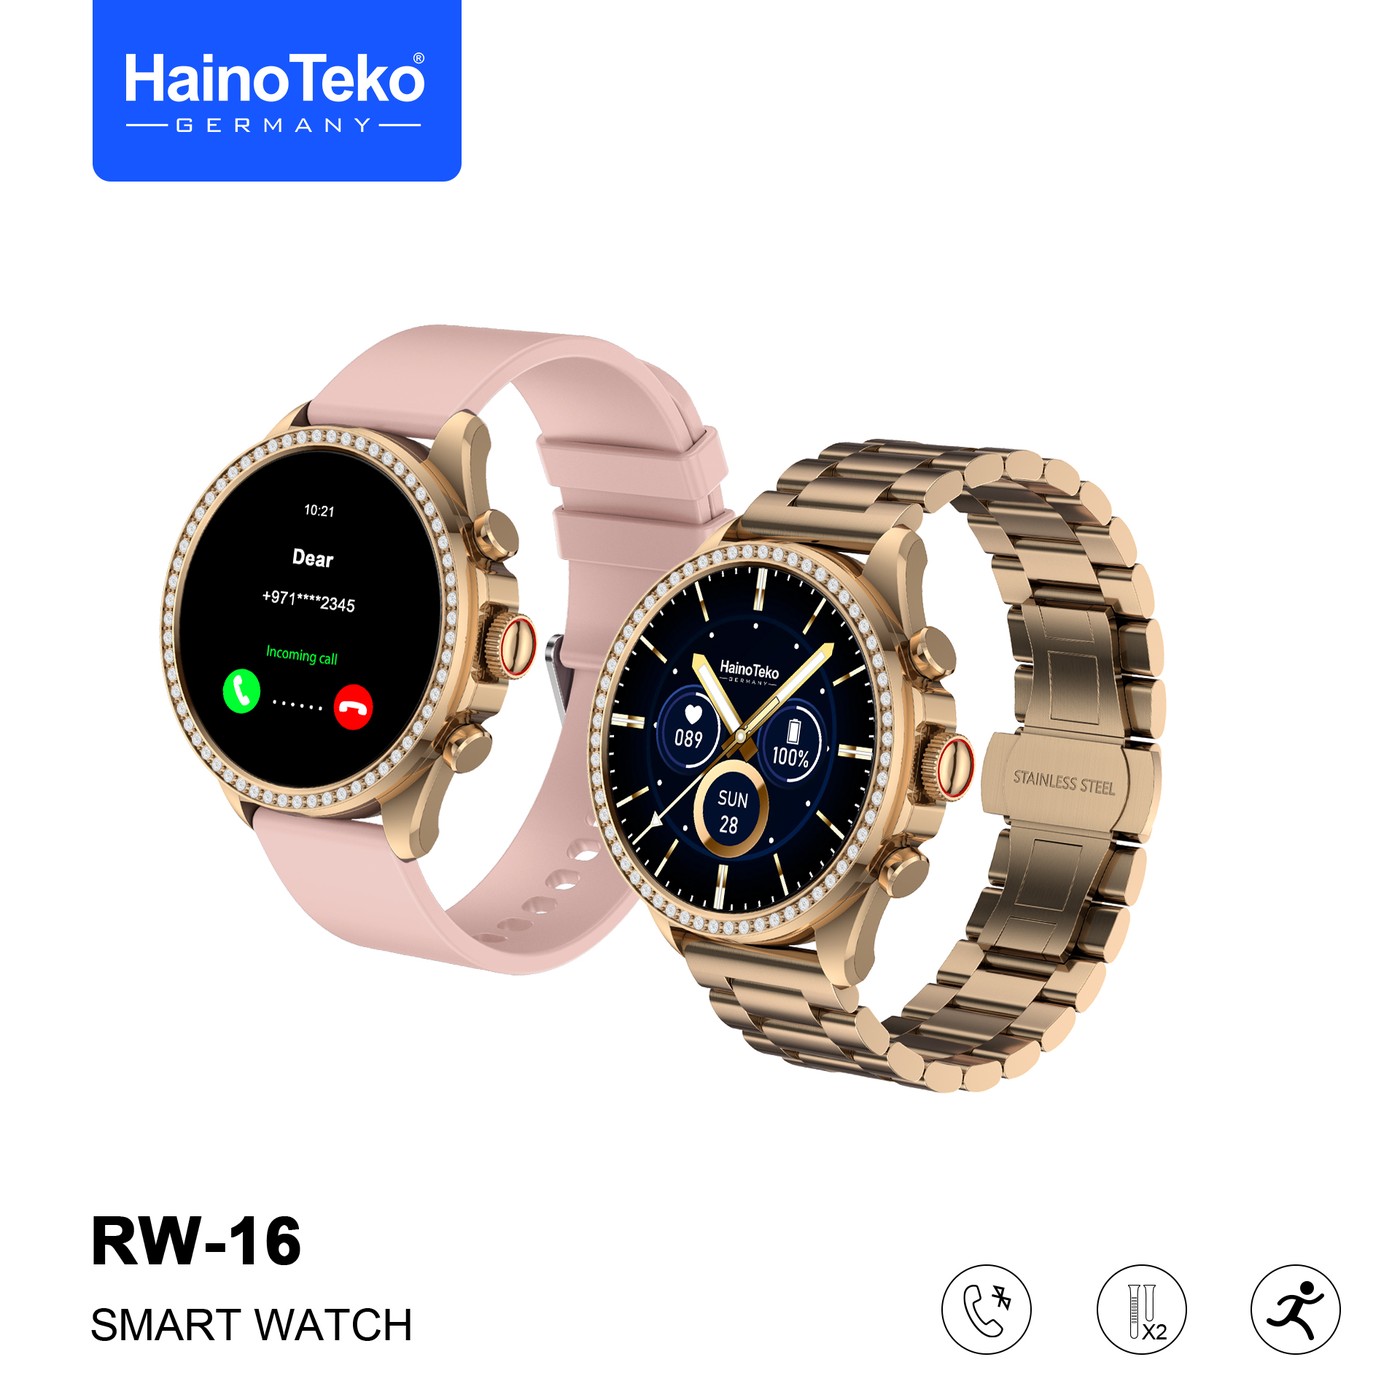 HainoTeko®
GERMANY
10:21
Dear
+971****2345
Incoming call
HainoTeko
GERMANY
089
100%
SUN
28
STAINLESS STEEL
RW-16
SMART WATCH
X2